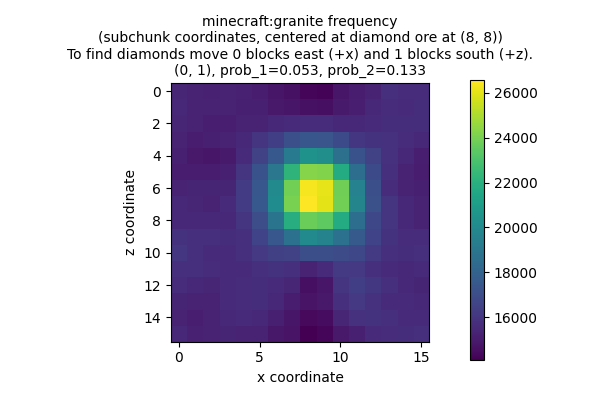 minecraft:granite frequency
(subchunk coordinates, centered at diamond ore at (8, 8))
To find diamonds move 0 blocks east (+x) and 1 blocks south (+z).
(0, 1), prob_1=0.053, prob_2=0.133
0
2
4
6
8
10
12
14
z coordinate
0 5 10 15
x coordinate
26000
24000
22000
20000
18000
16000